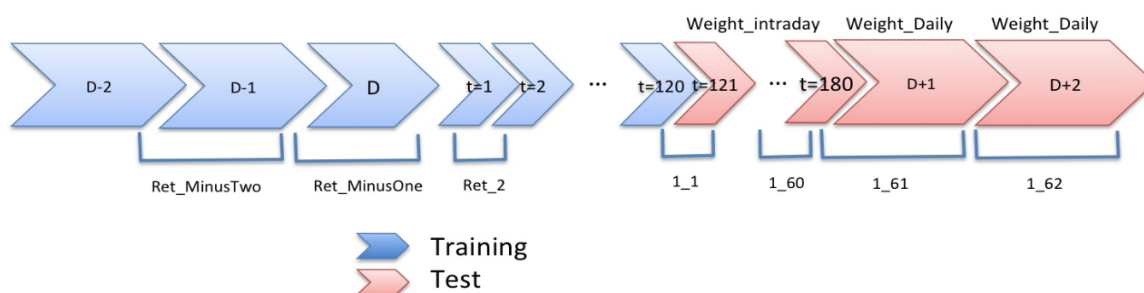 Weight_intraday Weight_Daily Weight_Daily
D-2 D-1 D t=1 t=2 ... t=120 t=121 ... t=180 D+1 D+2
Ret_MinusTwo Ret_MinusOne Ret_2 1_1 1_60 1_61 1_62
Training
Test